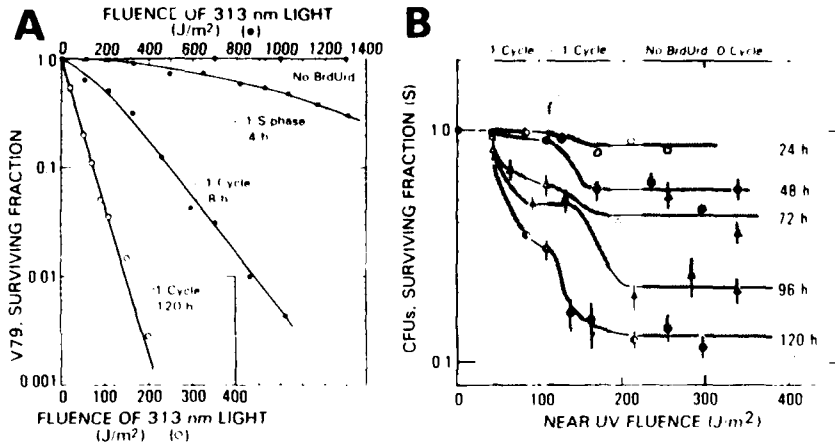 A
FLUENCE OF 313 nm LIGHT
(J/m²) (●)
0 200 400 600 800 1000 1200 1400
1.0
0.1
0.01
0.001
V79. SURVIVING FRACTION
No BrdUrd
1 S phase
4 h
1 Cycle
8 h
1 Cycle
120 h
0 100 200 300 400
FLUENCE OF 313 nm LIGHT
(J/m²) (○)
B
1 Cycle 1 Cycle No BrdUrd 0 Cycle
1.0
0.1
CFUs. SURVIVING FRACTION (S)
24 h
48 h
72 h
96 h
120 h
0 100 200 300 400
NEAR UV FLUENCE (J/m²)